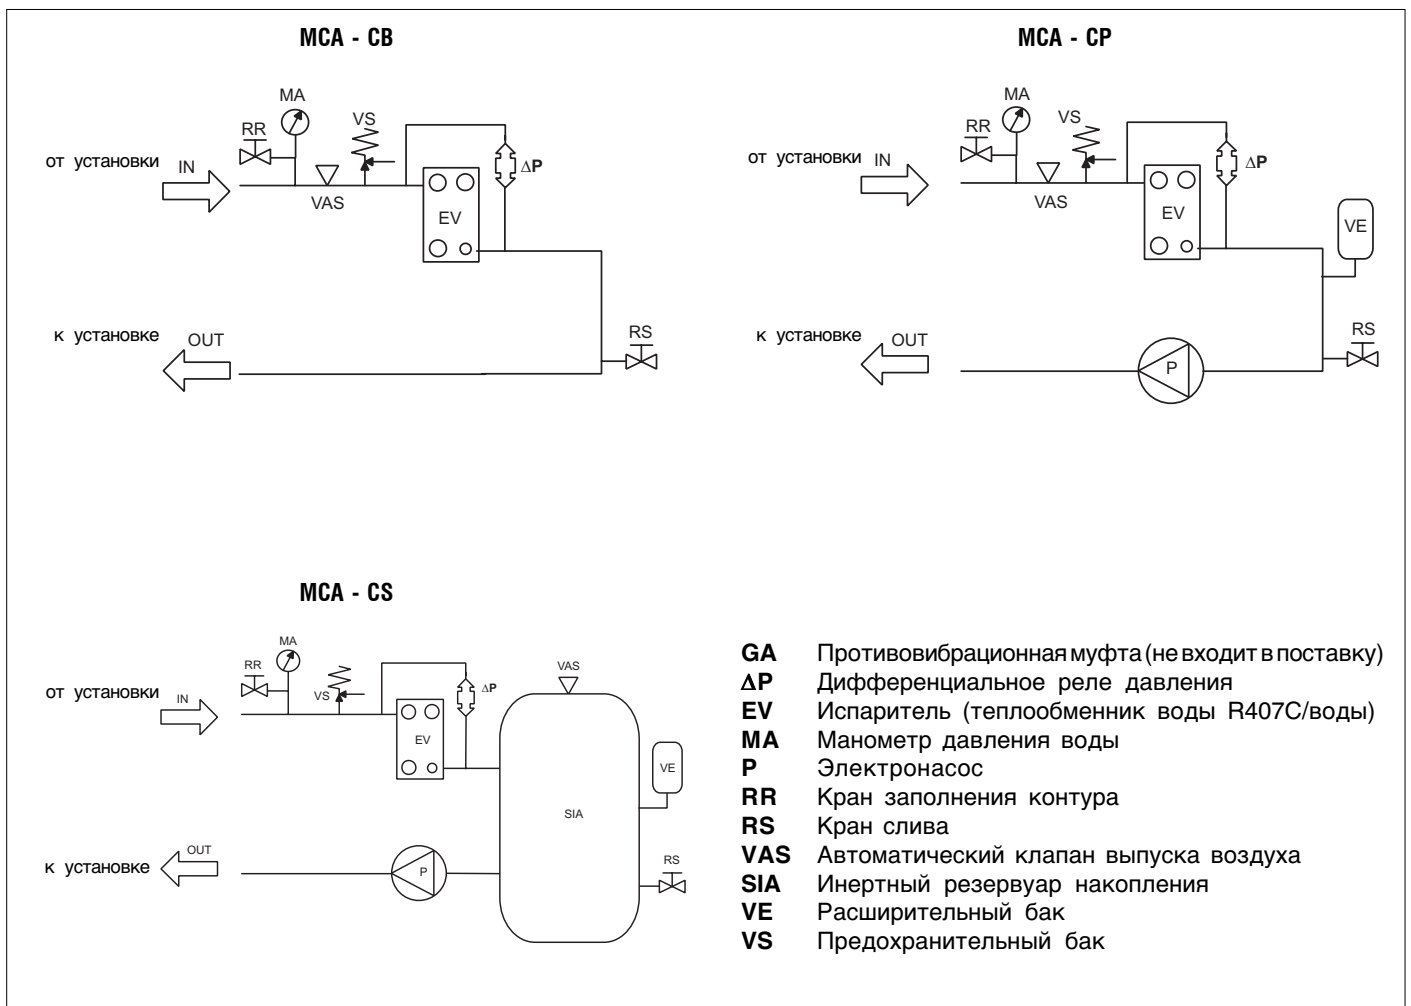 MCA - CB
MA
RR
VS
от установки
IN
ΔP
VAS
EV
к установке
OUT
RS
MCA - CP
MA
RR
VS
от установки
IN
ΔP
VAS
EV
VE
к установке
OUT
P
RS
MCA - CS
MA
RR
VS
VAS
от установки
IN
ΔP
EV
VE
SIA
к установке
OUT
P
RS
GA Противовибрационная муфта (не входит в поставку)
ΔP Дифференциальное реле давления
EV Испаритель (теплообменник воды R407C/воды)
MA Манометр давления воды
P Электронасос
RR Кран заполнения контура
RS Кран слива
VAS Автоматический клапан выпуска воздуха
SIA Инертный резервуар накопления
VE Расширительный бак
VS Предохранительный бак